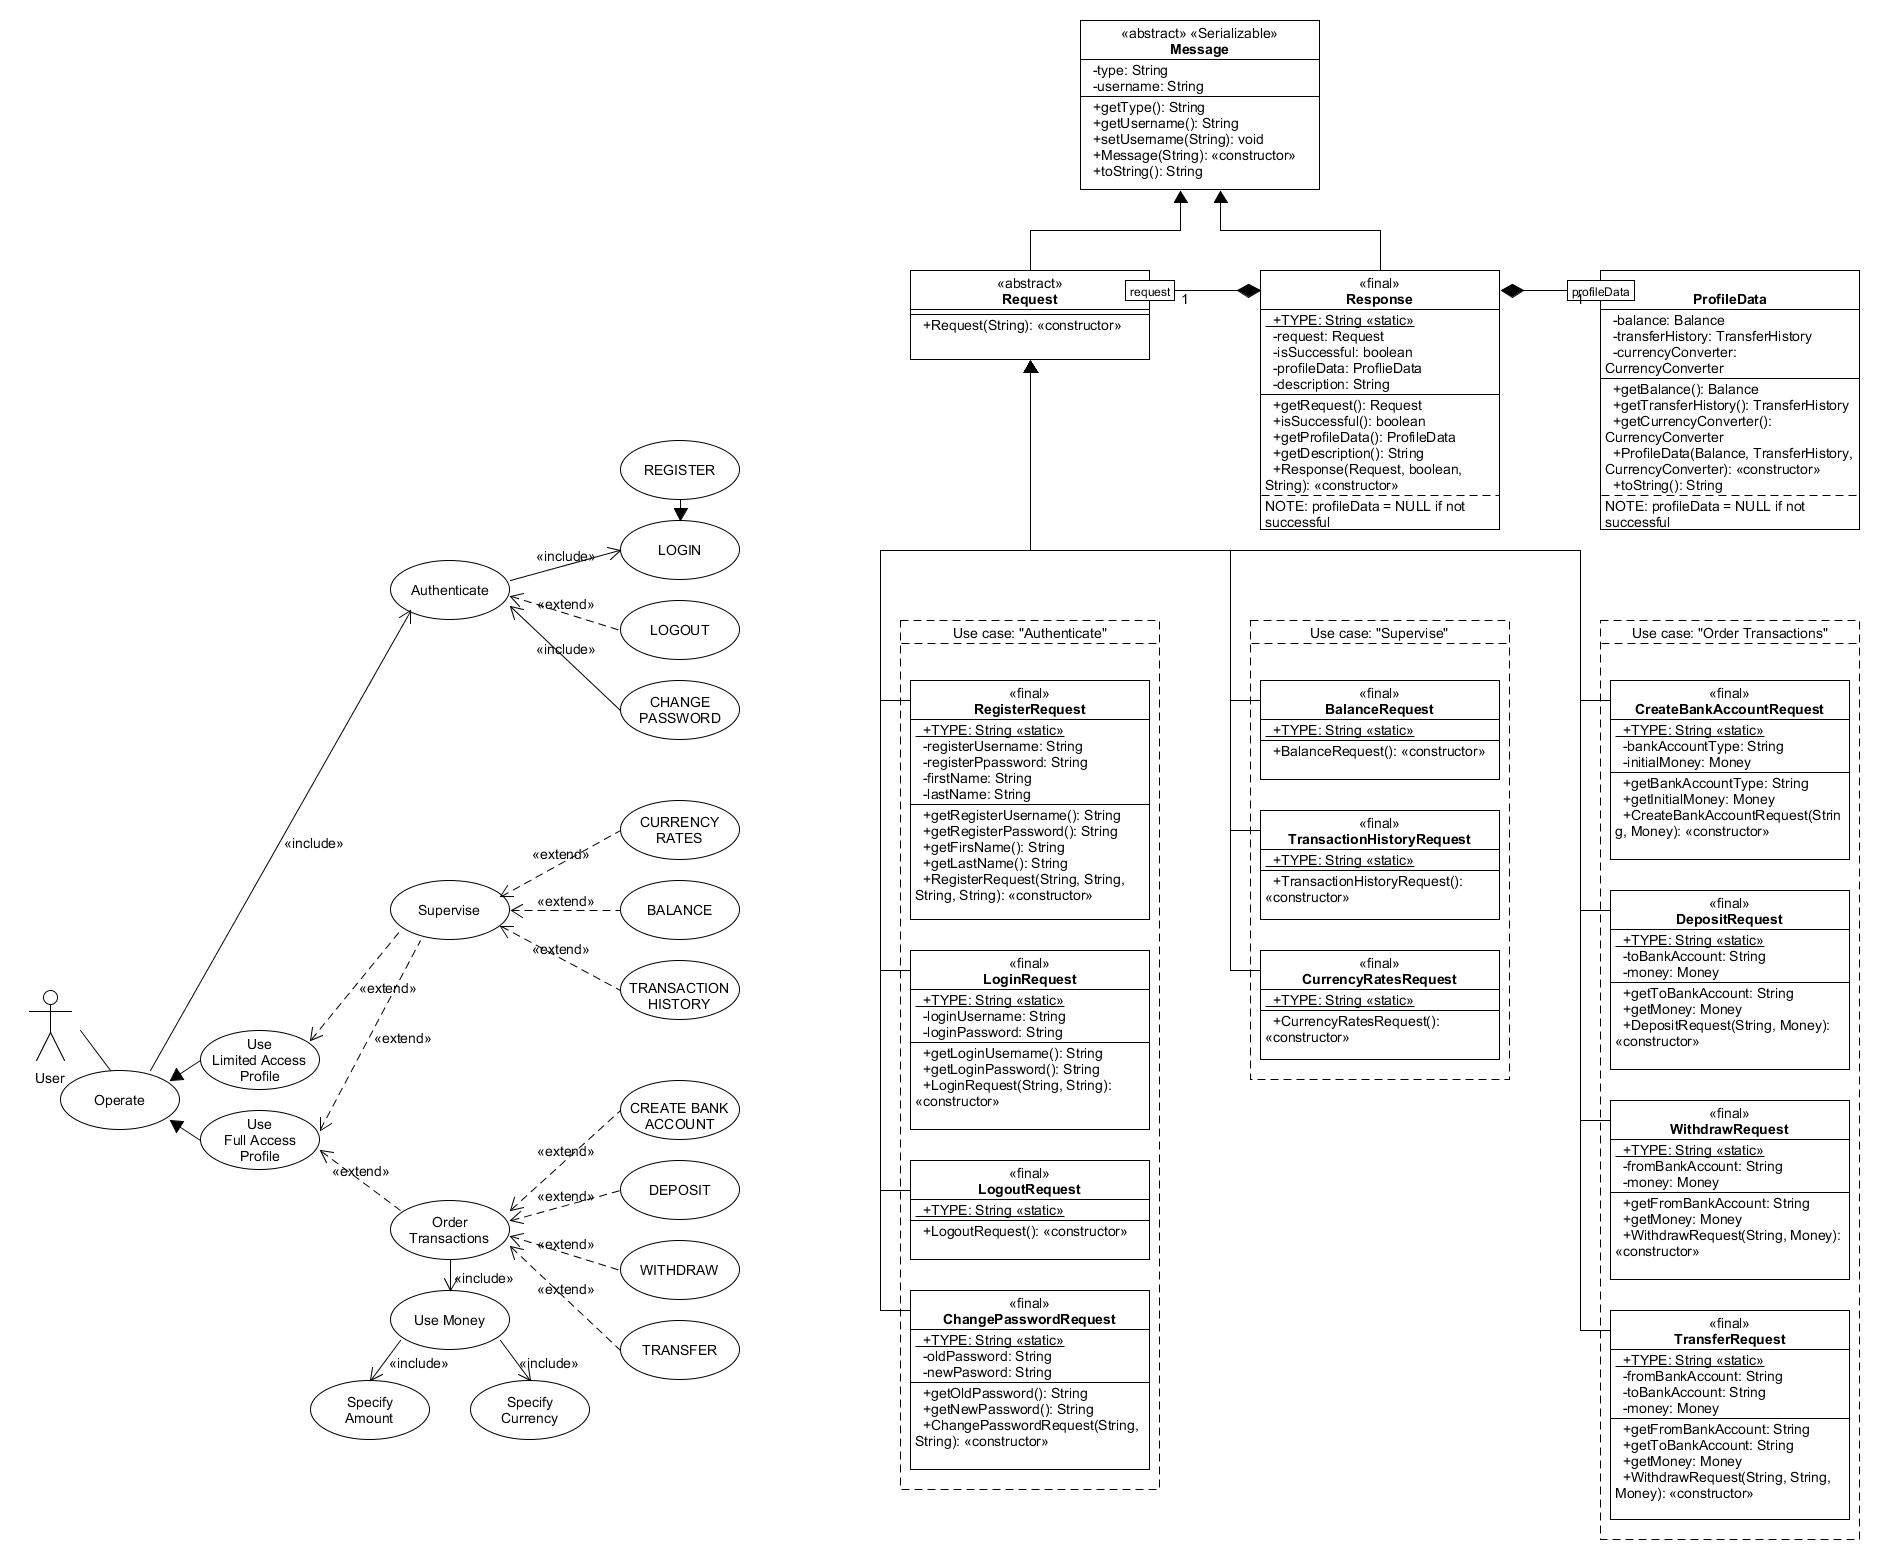 «abstract» «Serializable»
Message
-type: String
-username: String
+getType(): String
+getUsername(): String
+setUsername(String): void
+Message(String): «constructor»
+toString(): String
«abstract»
Request
+Request(String): «constructor»
request
1
«final»
Response
+TYPE: String «static»
-request: Request
-isSuccessful: boolean
-profileData: ProflieData
-description: String
+getRequest(): Request
+isSuccessful(): boolean
+getProfileData(): ProfileData
+getDescription(): String
+Response(Request, boolean,
String): «constructor»
NOTE: profileData = NULL if not
successful
profileData
1
ProfileData
-balance: Balance
-transferHistory: TransferHistory
-currencyConverter:
CurrencyConverter
+getBalance(): Balance
+getTransferHistory(): TransferHistory
+getCurrencyConverter():
CurrencyConverter
+ProfileData(Balance, TransferHistory,
CurrencyConverter): «constructor»
+toString(): String
NOTE: profileData = NULL if not
successful
REGISTER
LOGIN
«include»
Authenticate
«extend»
LOGOUT
«include»
CHANGE
PASSWORD
«include»
CURRENCY
RATES
«extend»
Supervise
«extend»
BALANCE
«extend»
TRANSACTION
HISTORY
«extend»
«extend»
User
Use
Limited Access
Profile
Operate
Use
Full Access
Profile
«extend»
CREATE BANK
ACCOUNT
«extend»
DEPOSIT
«extend»
Order
Transactions
«extend»
WITHDRAW
«extend»
TRANSFER
«include»
Use Money
«include»
«include»
Specify
Amount
Specify
Currency
Use case: "Authenticate"
«final»
RegisterRequest
+TYPE: String «static»
-registerUsername: String
-registerPpassword: String
-firstName: String
-lastName: String
+getRegisterUsername(): String
+getRegisterPassword(): String
+getFirsName(): String
+getLastName(): String
+RegisterRequest(String, String,
String, String): «constructor»
«final»
LoginRequest
+TYPE: String «static»
-loginUsername: String
-loginPassword: String
+getLoginUsername(): String
+getLoginPassword(): String
+LoginRequest(String, String):
«constructor»
«final»
LogoutRequest
+TYPE: String «static»
+LogoutRequest(): «constructor»
«final»
ChangePasswordRequest
+TYPE: String «static»
-oldPassword: String
-newPasword: String
+getOldPassword(): String
+getNewPassword(): String
+ChangePasswordRequest(String,
String): «constructor»
Use case: "Supervise"
«final»
BalanceRequest
+TYPE: String «static»
+BalanceRequest(): «constructor»
«final»
TransactionHistoryRequest
+TYPE: String «static»
+TransactionHistoryRequest():
«constructor»
«final»
CurrencyRatesRequest
+TYPE: String «static»
+CurrencyRatesRequest():
«constructor»
Use case: "Order Transactions"
«final»
CreateBankAccountRequest
+TYPE: String «static»
-bankAccountType: String
-initialMoney: Money
+getBankAccountType: String
+getInitialMoney: Money
+CreateBankAccountRequest(Strin
g, Money): «constructor»
«final»
DepositRequest
+TYPE: String «static»
-toBankAccount: String
-money: Money
+getToBankAccount: String
+getMoney: Money
+DepositRequest(String, Money):
«constructor»
«final»
WithdrawRequest
+TYPE: String «static»
-fromBankAccount: String
-money: Money
+getFromBankAccount: String
+getMoney: Money
+WithdrawRequest(String, Money):
«constructor»
«final»
TransferRequest
+TYPE: String «static»
-fromBankAccount: String
-toBankAccount: String
-money: Money
+getFromBankAccount: String
+getToBankAccount: String
+getMoney: Money
+WithdrawRequest(String, String,
Money): «constructor»